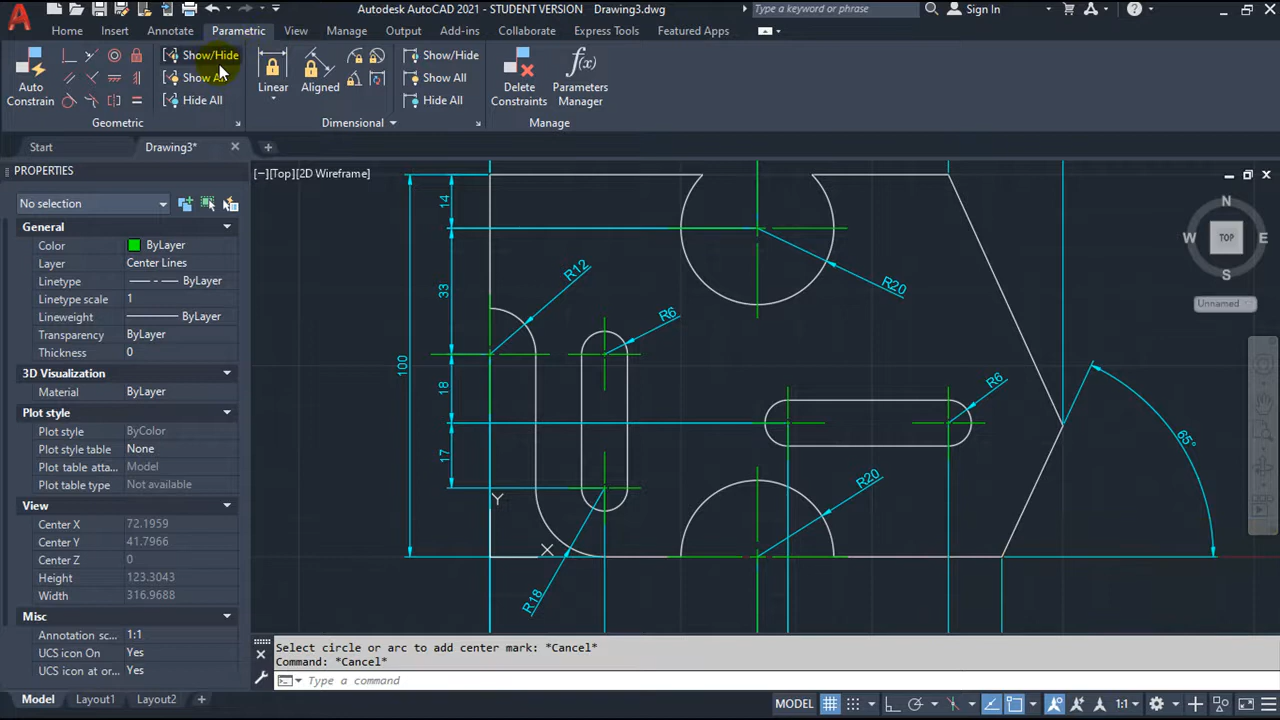 Autodesk AutoCAD 2021 - STUDENT VERSION Drawing3.dwg
Type a keyword or phrase
Sign In
Home Insert Annotate Parametric View Manage Output Add-ins Collaborate Express Tools Featured Apps
Auto Constrain
Show/Hide
Show All
Hide All
Geometric
Linear
Aligned
Show/Hide
Show All
Hide All
Dimensional
Delete Constraints
Parameters Manager
Manage
Start
Drawing3*
PROPERTIES
No selection
General
Color ByLayer
Layer Center Lines
Linetype ByLayer
Linetype scale 1
Lineweight ByLayer
Transparency ByLayer
Thickness 0
3D Visualization
Material ByLayer
Plot style
Plot style ByColor
Plot style table None
Plot table atta... Model
Plot table type Not available
View
Center X 72.1959
Center Y 41.7966
Center Z 0
Height 123.3043
Width 316.9688
Misc
Annotation sc... 1:1
UCS icon On Yes
UCS icon at or... Yes
[−][Top][2D Wireframe]
N
W TOP E
S
Unnamed
14
R12
R20
33
R6
100
18
R6
17
65°
R20
Y
X
R18
Select circle or arc to add center mark: *Cancel*
Command: *Cancel*
Type a command
Model Layout1 Layout2
MODEL
1:1